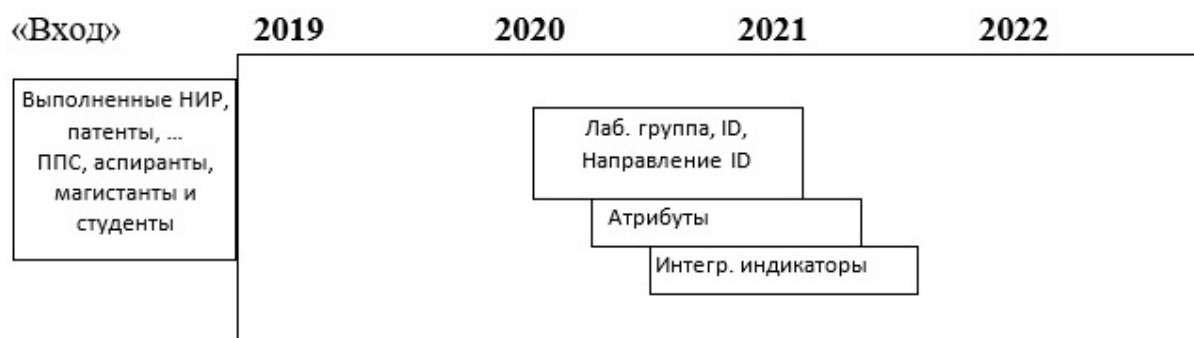 «Вход» 2019 2020 2021 2022
Выполненные НИР,
патенты, ...
ППС, аспиранты,
магистанты и
студенты
Лаб. группа, ID,
Направление ID
Атрибуты
Интегр. индикаторы